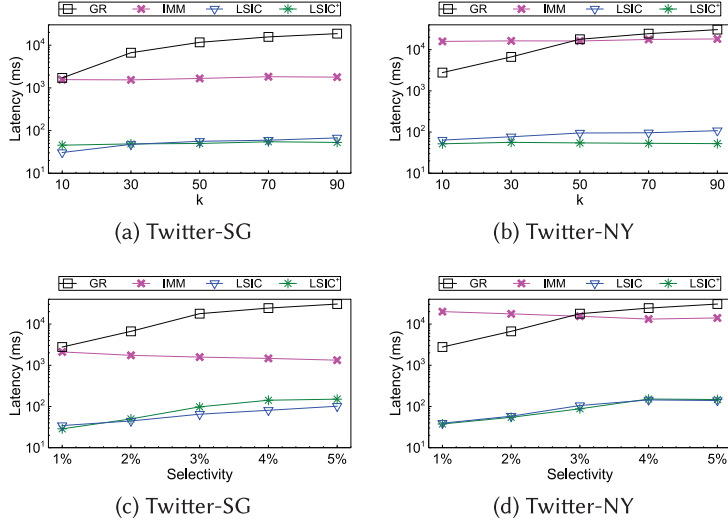 GR IMM LSIC LSIC+
Latency (ms)
10^4
10^3
10^2
10^1
10 30 50 70 90
k
(a) Twitter-SG
GR IMM LSIC LSIC+
Latency (ms)
10^4
10^3
10^2
10^1
10 30 50 70 90
k
(b) Twitter-NY
GR IMM LSIC LSIC+
Latency (ms)
10^4
10^3
10^2
10^1
1% 2% 3% 4% 5%
Selectivity
(c) Twitter-SG
GR IMM LSIC LSIC+
Latency (ms)
10^4
10^3
10^2
10^1
1% 2% 3% 4% 5%
Selectivity
(d) Twitter-NY